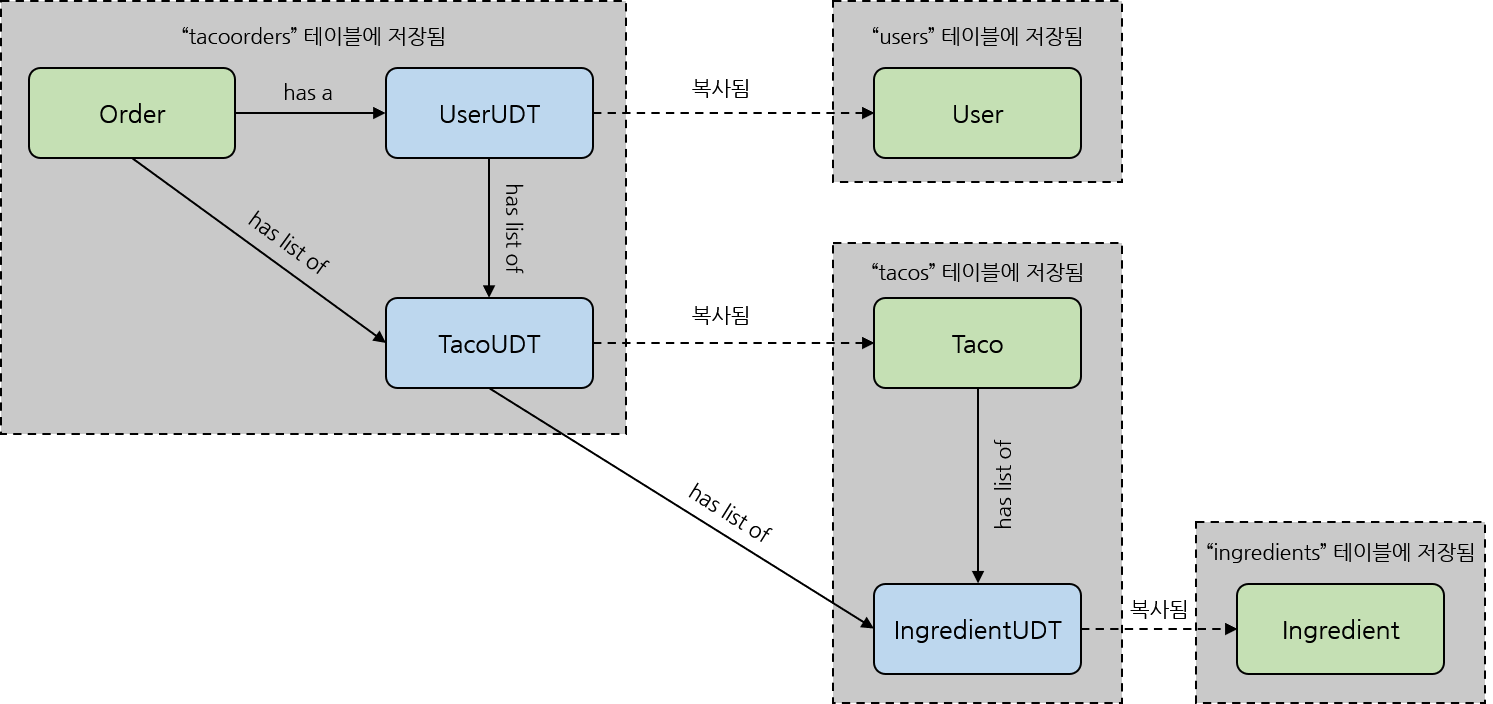 “tacoorders” 테이블에 저장됨
“users” 테이블에 저장됨
Order
has a
UserUDT
복사됨
User
has list of
has list of
“tacos” 테이블에 저장됨
TacoUDT
복사됨
Taco
has list of
has list of
“ingredients” 테이블에 저장됨
IngredientUDT
복사됨
Ingredient